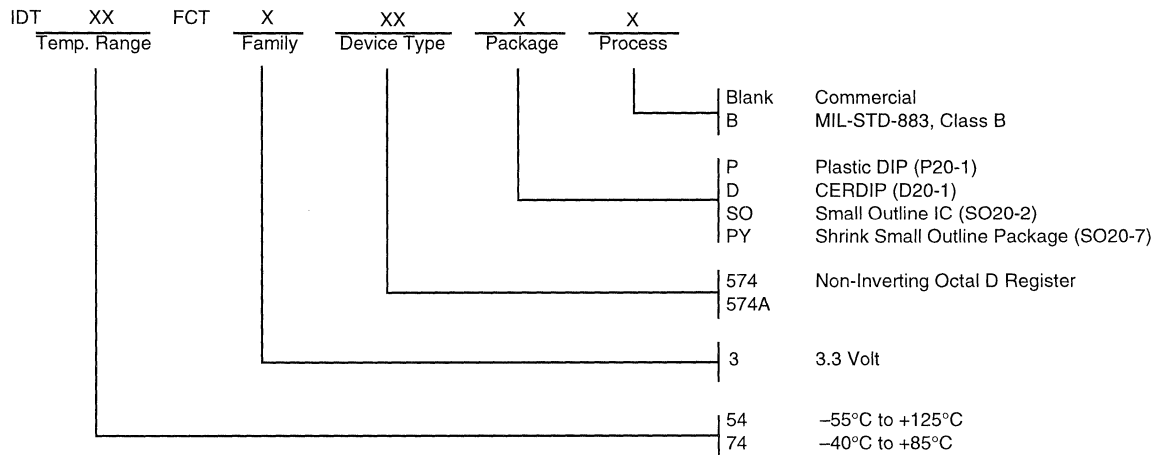 IDT XX FCT X XX X X
Temp. Range Family Device Type Package Process
Blank Commercial
B MIL-STD-883, Class B
P Plastic DIP (P20-1)
D CERDIP (D20-1)
SO Small Outline IC (SO20-2)
PY Shrink Small Outline Package (SO20-7)
574 Non-Inverting Octal D Register
574A
3 3.3 Volt
54 –55°C to +125°C
74 –40°C to +85°C